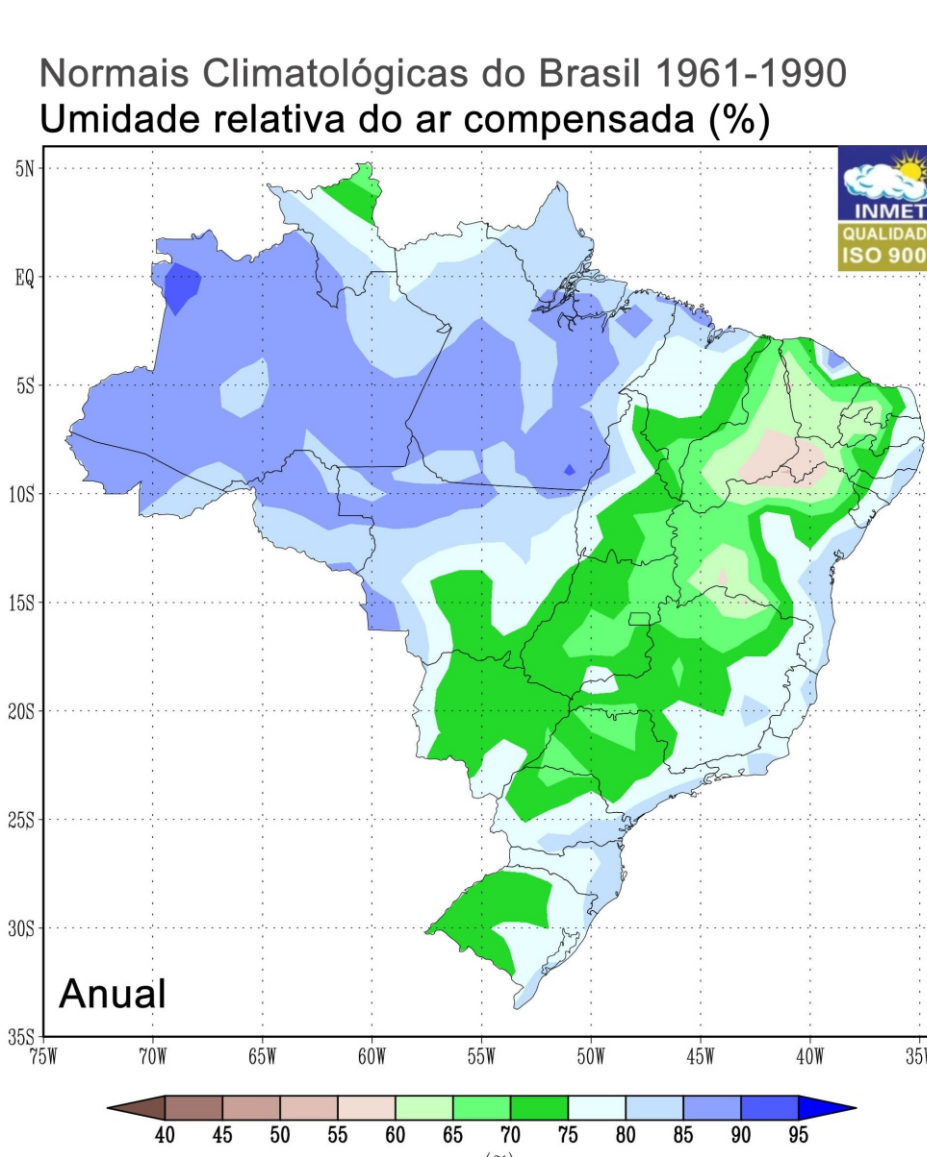 Normais Climatológicas do Brasil 1961-1990
Umidade relativa do ar compensada (%)
INMET
QUALIDAD
ISO 900
5N
EQ
5S
10S
15S
20S
25S
30S
35S
Anual
75W 70W 65W 60W 55W 50W 45W 40W 35W
40 45 50 55 60 65 70 75 80 85 90 95